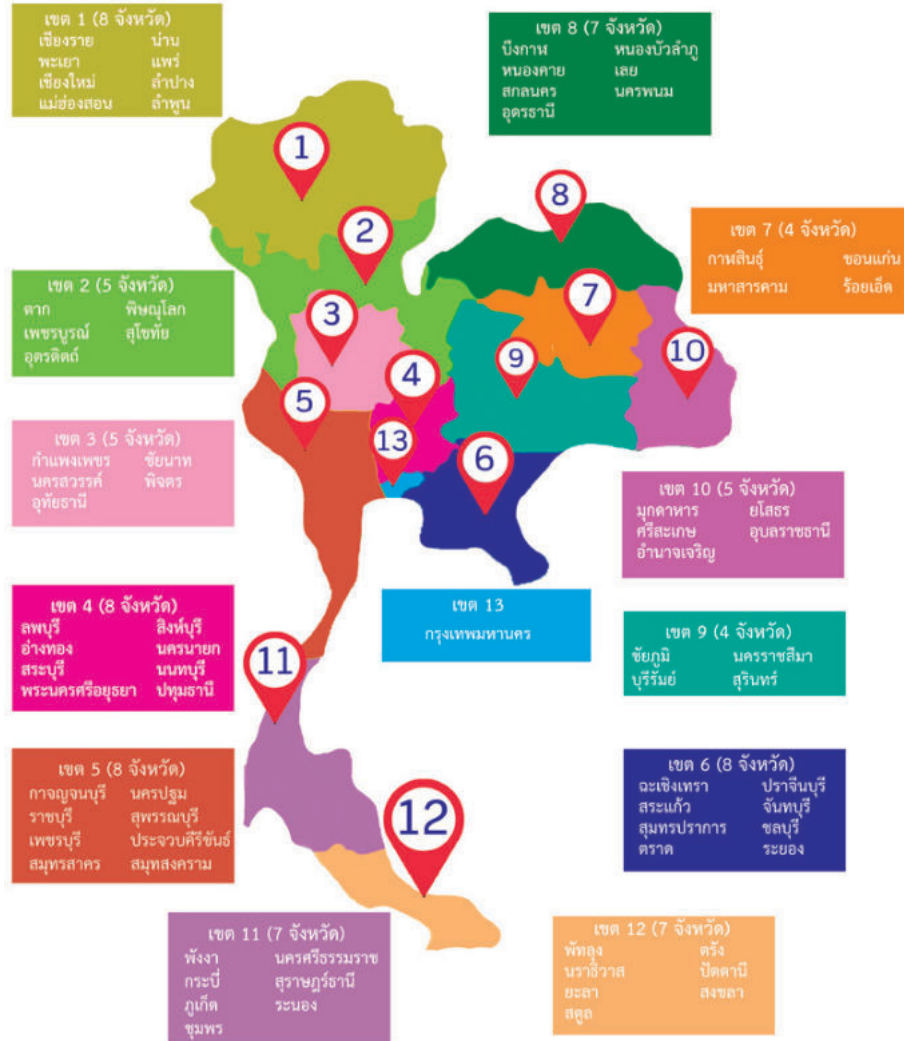 เขต 1 (8 จังหวัด)
เชียงราย น่าน
พะเยา แพร่
เชียงใหม่ ลำปาง
แม่ฮ่องสอน ลำพูน
เขต 8 (7 จังหวัด)
บึงกาฬ หนองบัวลำภู
หนองคาย เลย
สกลนคร นครพนม
อุดรธานี
1
8
2
เขต 7 (4 จังหวัด)
กาฬสินธุ์ ขอนแก่น
มหาสารคาม ร้อยเอ็ด
เขต 2 (5 จังหวัด)
ตาก พิษณุโลก
เพชรบูรณ์ สุโขทัย
อุตรดิตถ์
3
7
9
10
4
5
13
6
เขต 3 (5 จังหวัด)
กำแพงเพชร ชัยนาท
นครสวรรค์ พิจตร
อุทัยธานี
เขต 10 (5 จังหวัด)
มุกดาหาร ยโสธร
ศรีสะเกษ อุบลราชธานี
อำนาจเจริญ
เขต 4 (8 จังหวัด)
ลพบุรี สิงห์บุรี
อ่างทอง นครนายก
สระบุรี นนทบุรี
พระนครศรีอยุธยา ปทุมธานี
เขต 13
กรุงเทพมหานคร
เขต 9 (4 จังหวัด)
ชัยภูมิ นครราชสีมา
บุรีรัมย์ สุรินทร์
11
เขต 5 (8 จังหวัด)
กาจญจนบุรี นครปฐม
ราชบุรี สุพรรณบุรี
เพชรบุรี ประจวบคีรีขันธ์
สมุทรสาคร สมุทสงคราม
เขต 6 (8 จังหวัด)
ฉะเชิงเทรา ปราจีนบุรี
สระแก้ว จันทบุรี
สุมทรปราการ ชลบุรี
ตราด ระยอง
12
เขต 11 (7 จังหวัด)
พังงา นครศรีธรรมราช
กระบี่ สุราษฎร์ธานี
ภูเก็ต ระนอง
ชุมพร
เขต 12 (7 จังหวัด)
พัทลุง ตรัง
นราธิวาส ปัตตานี
ยะลา สงขลา
สตูล